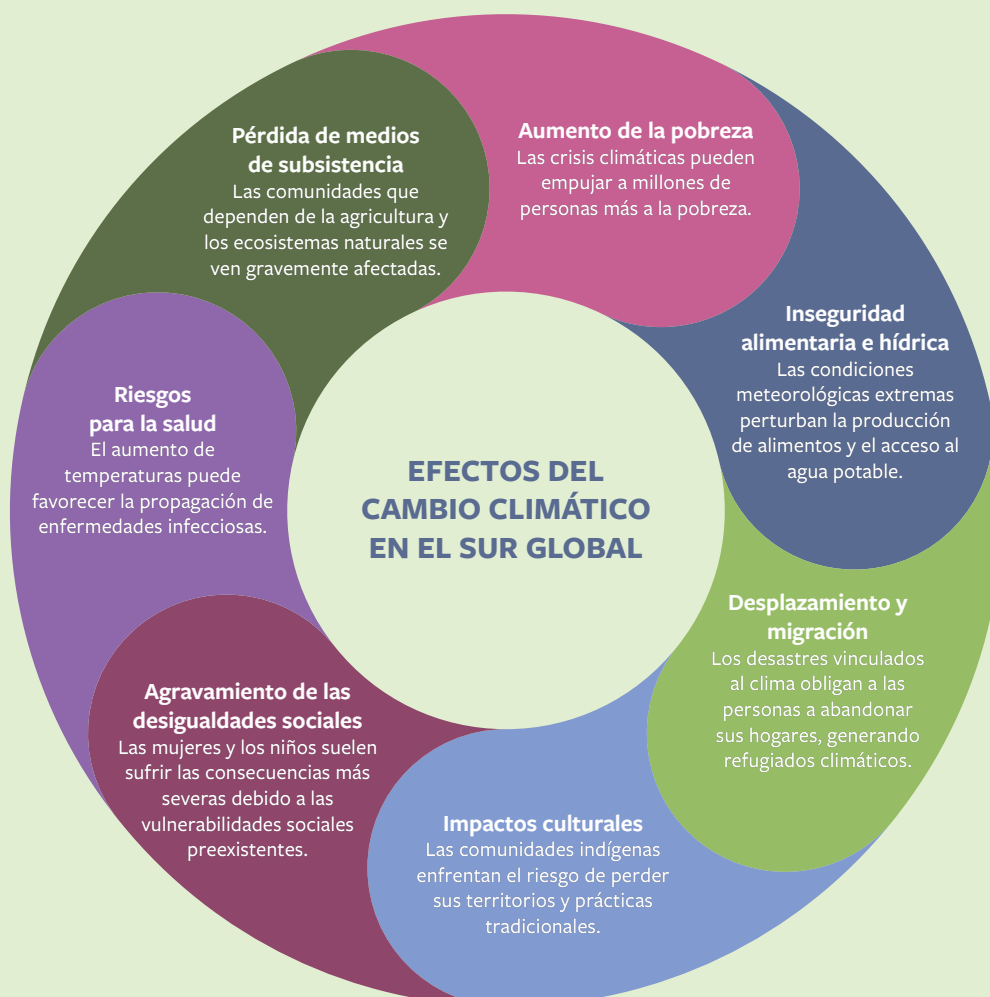 Pérdida de medios
de subsistencia
Las comunidades que
dependen de la agricultura y
los ecosistemas naturales se
ven gravemente afectadas.
Aumento de la pobreza
Las crisis climáticas pueden
empujar a millones de
personas más a la pobreza.
Inseguridad
alimentaria e hídrica
Las condiciones
meteorológicas extremas
perturban la producción
de alimentos y el acceso al
agua potable.
Riesgos
para la salud
El aumento de
temperaturas puede
favorecer la propagación de
enfermedades infecciosas.
EFECTOS DEL
CAMBIO CLIMÁTICO
EN EL SUR GLOBAL
Desplazamiento y
migración
Los desastres vinculados
al clima obligan a las
personas a abandonar
sus hogares, generando
refugiados climáticos.
Agravamiento de las
desigualdades sociales
Las mujeres y los niños suelen
sufrir las consecuencias más
severas debido a las
vulnerabilidades sociales
preexistentes.
Impactos culturales
Las comunidades indígenas
enfrentan el riesgo de perder
sus territorios y prácticas
tradicionales.